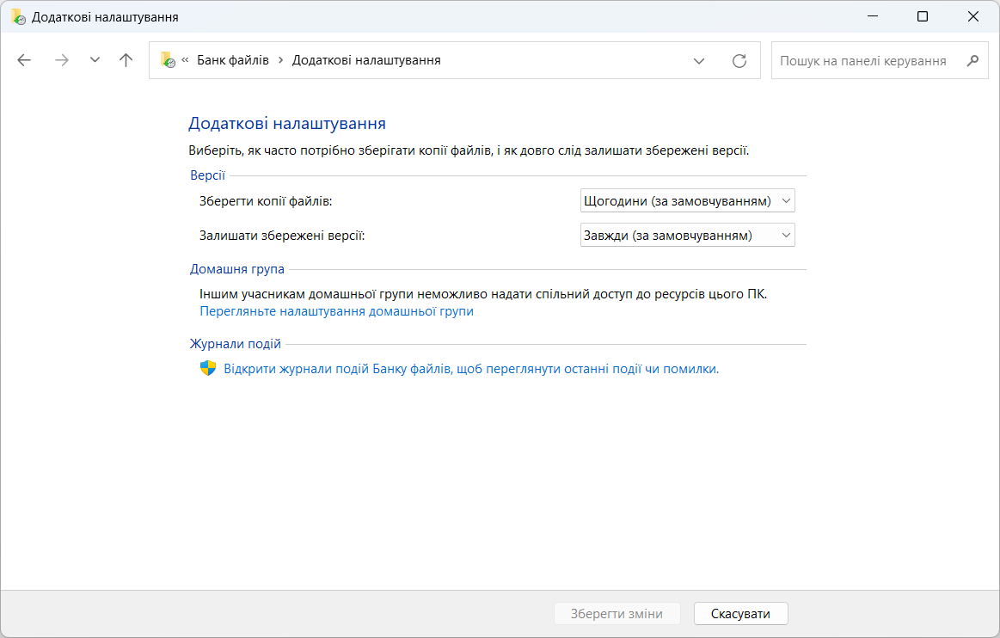 Додаткові налаштування
« Банк файлів › Додаткові налаштування
Пошук на панелі керування
Додаткові налаштування
Виберіть, як часто потрібно зберігати копії файлів, і як довго слід залишати збережені версії.
Версії
Зберегти копії файлів: Щогодини (за замовчуванням)
Залишати збережені версії: Завжди (за замовчуванням)
Домашня група
Іншим учасникам домашньої групи неможливо надати спільний доступ до ресурсів цього ПК.
Перегляньте налаштування домашньої групи
Журнали подій
Відкрити журнали подій Банку файлів, щоб переглянути останні події чи помилки.
Зберегти зміни Скасувати